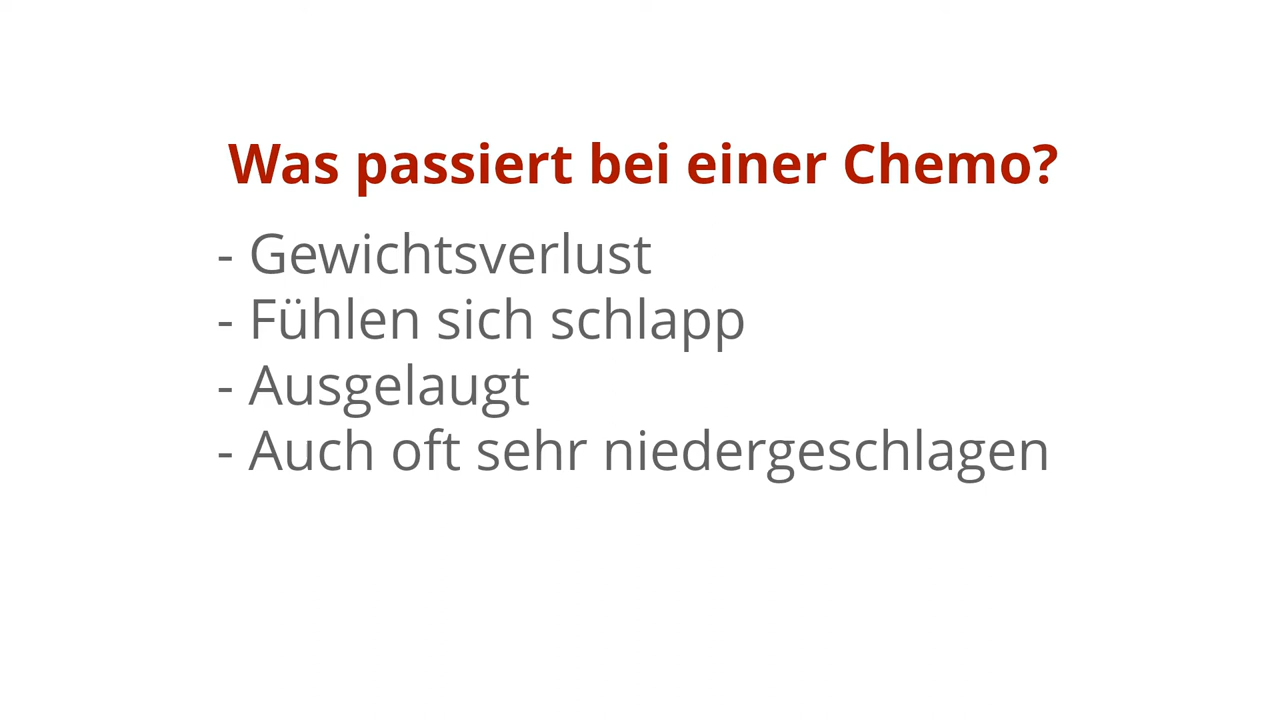 Was passiert bei einer Chemo?
- Gewichtsverlust
- Fühlen sich schlapp
- Ausgelaugt
- Auch oft sehr niedergeschlagen